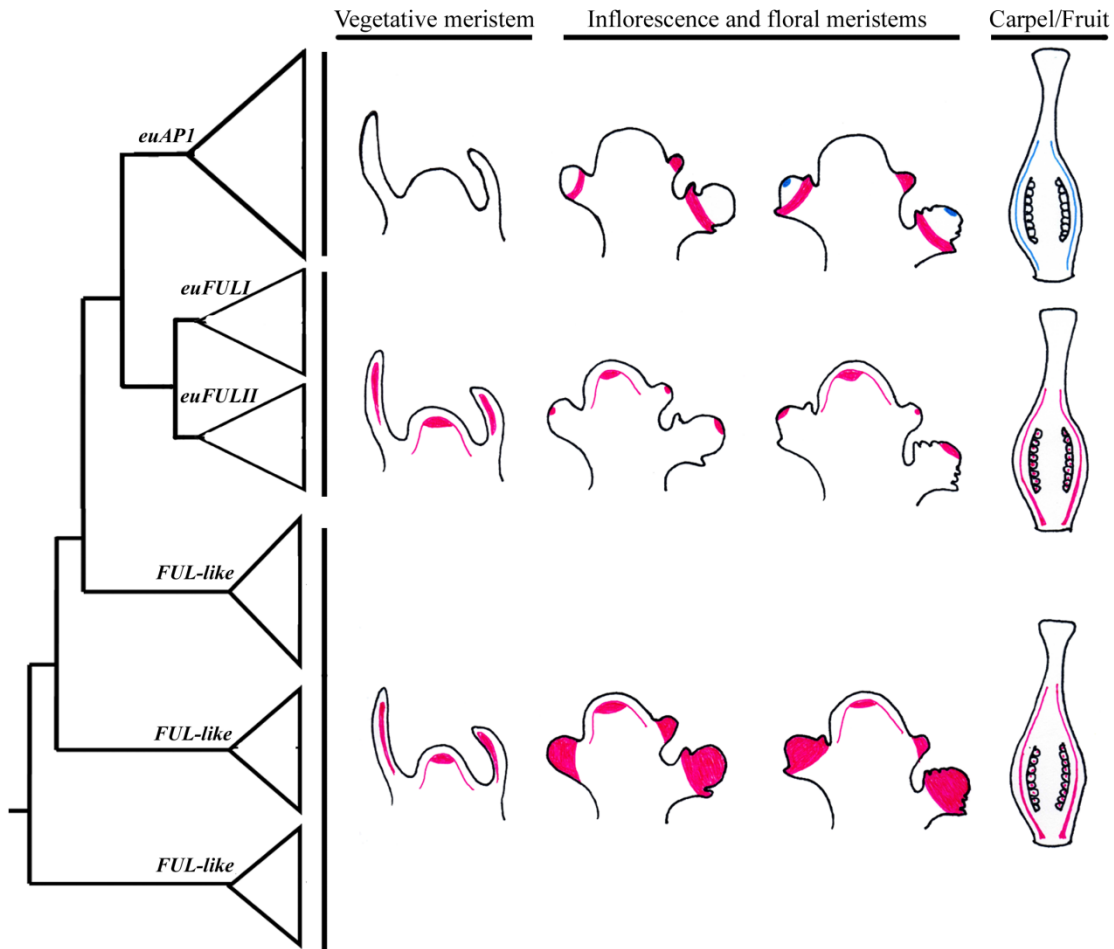 Vegetative meristem
Inflorescence and floral meristems
Carpel/Fruit
euAP1
euFULI
euFULII
FUL-like
FUL-like
FUL-like